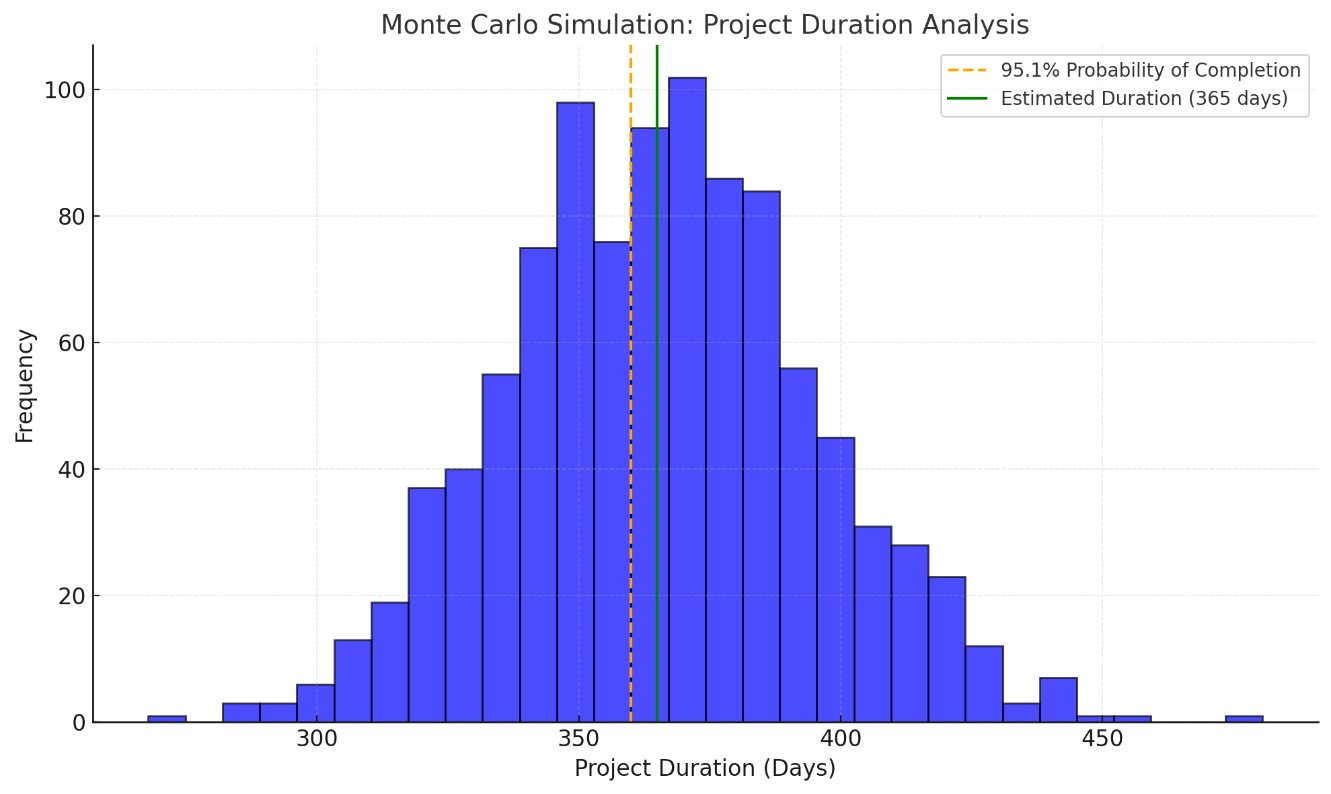 Monte Carlo Simulation: Project Duration Analysis
95.1% Probability of Completion
Estimated Duration (365 days)
Frequency
100
80
60
40
20
0
300
350
400
450
Project Duration (Days)